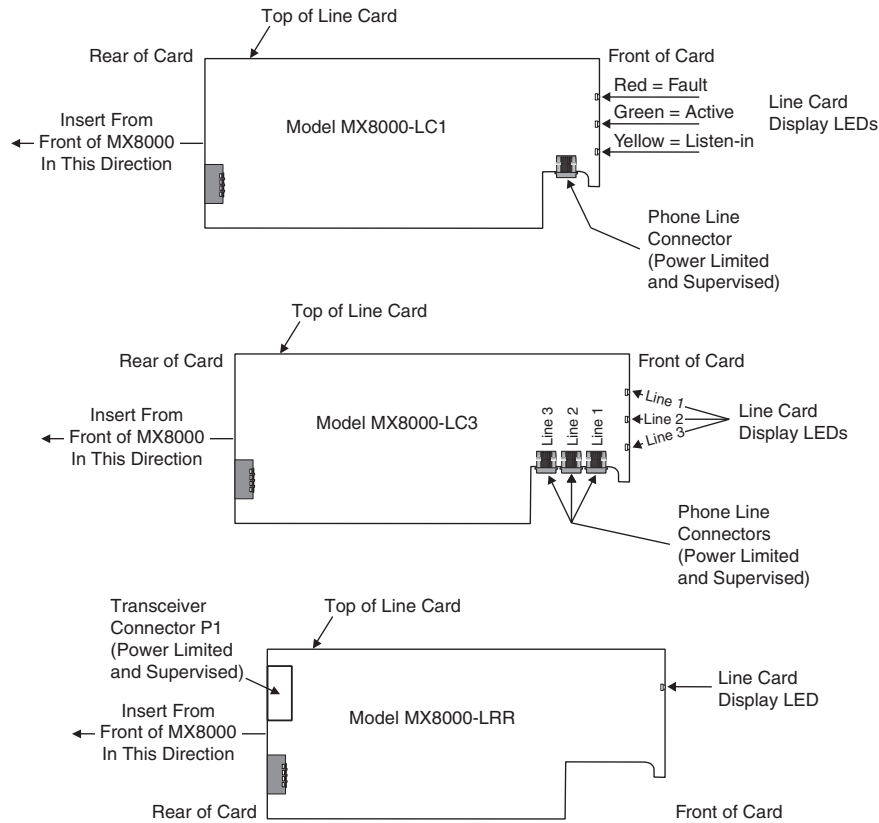 Top of Line Card
Rear of Card
Front of Card
Red = Fault
Green = Active
Yellow = Listen-in
Line Card
Display LEDs
Insert From
Front of MX8000
In This Direction
Model MX8000-LC1
Phone Line
Connector
(Power Limited
and Supervised)
Top of Line Card
Rear of Card
Front of Card
Insert From
Front of MX8000
In This Direction
Model MX8000-LC3
Line 3
Line 2
Line 1
Line 1
Line 2
Line 3
Line Card
Display LEDs
Phone Line
Connectors
(Power Limited
and Supervised)
Transceiver
Connector P1
(Power Limited
and Supervised)
Top of Line Card
Insert From
Front of MX8000
In This Direction
Model MX8000-LRR
Line Card
Display LED
Rear of Card
Front of Card